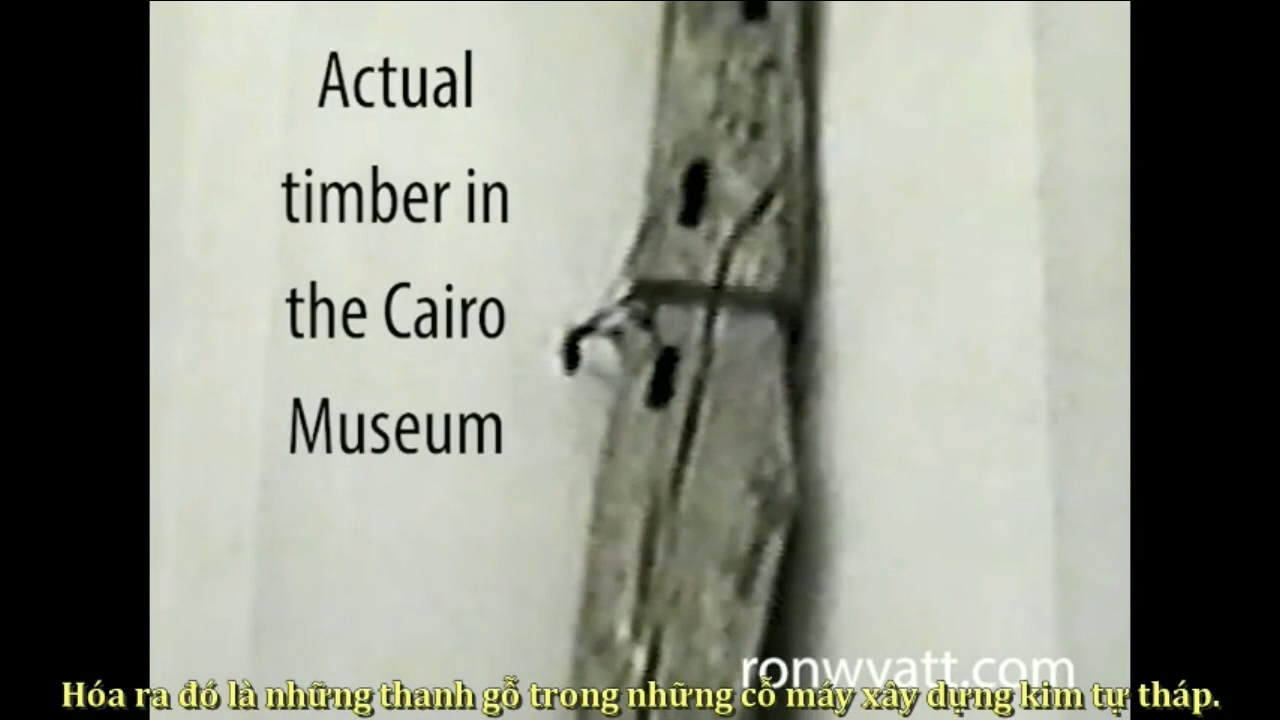 Actual
timber in
the Cairo
Museum
ronwyatt.com
Hóa ra đó là những thanh gỗ trong những cỗ máy xây dựng kim tự tháp.